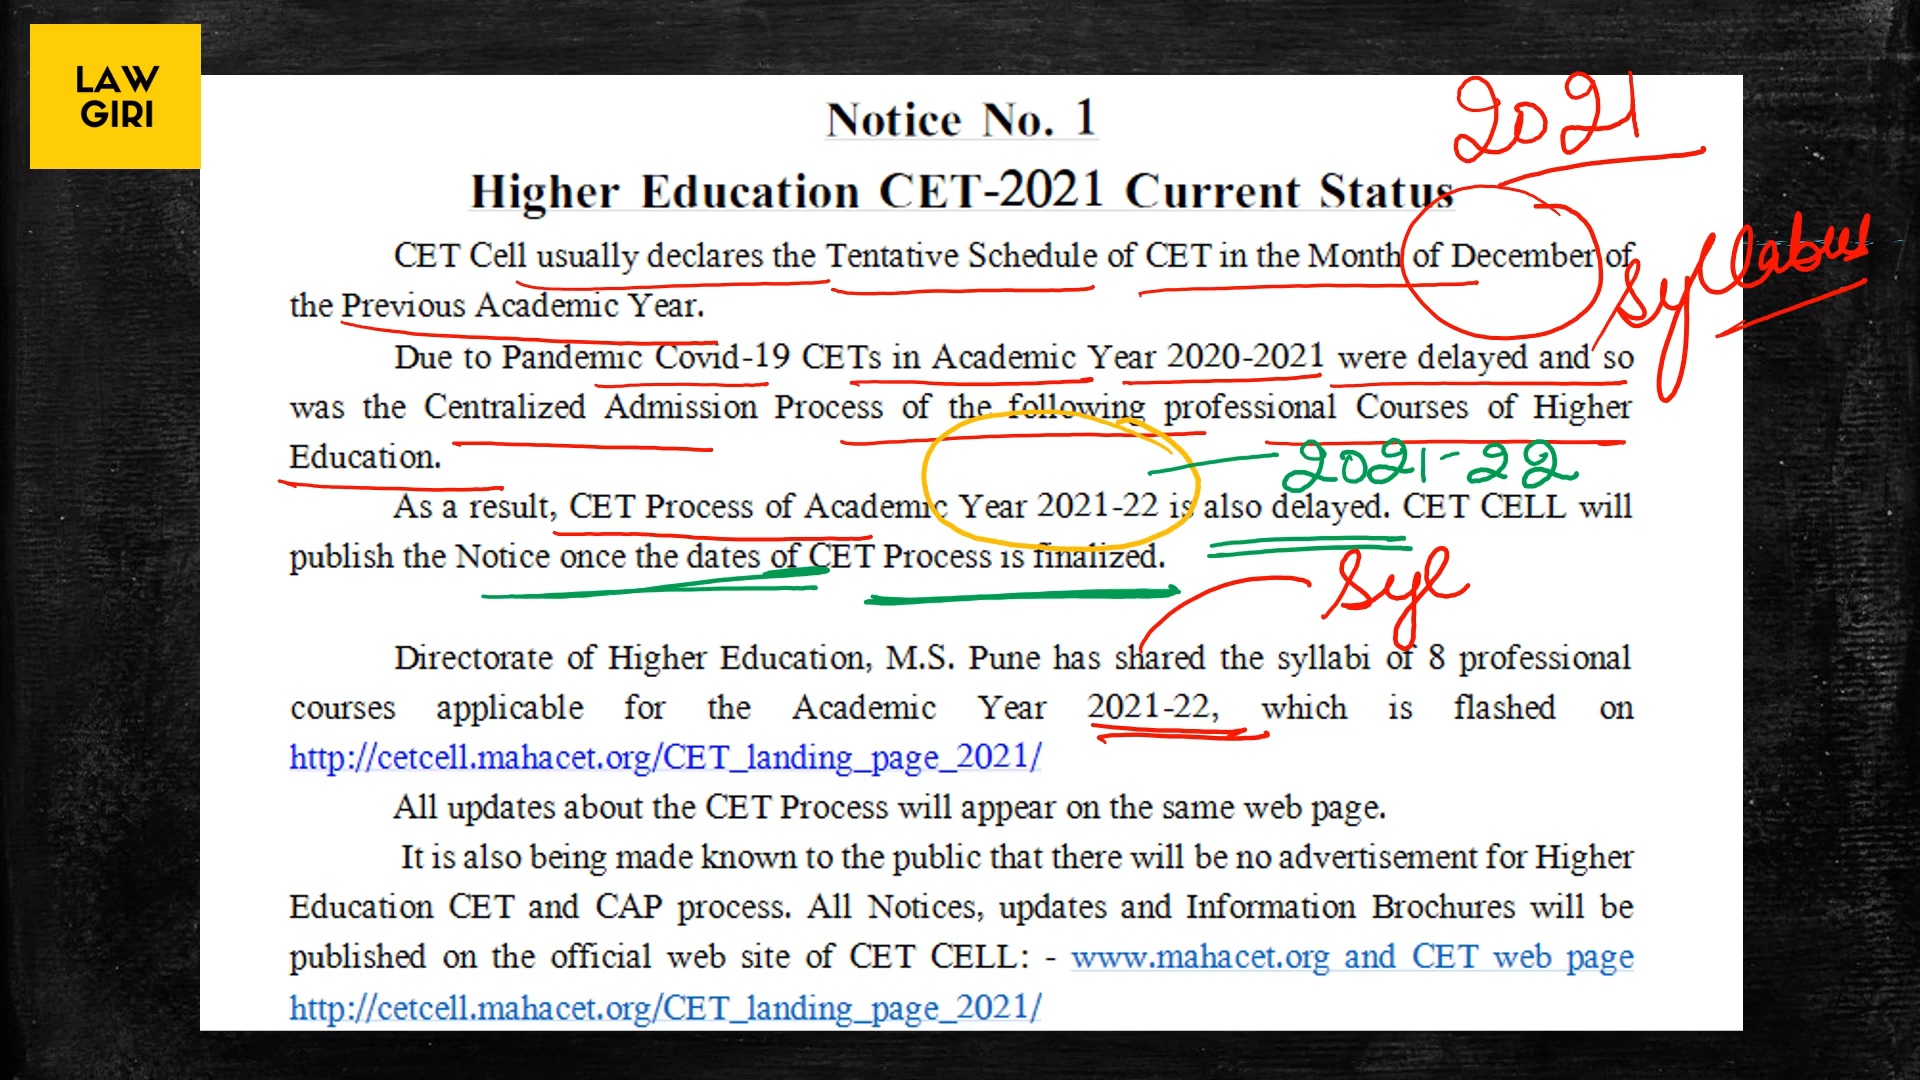 LAW
GIRI
2021
Notice No. 1
Higher Education CET-2021 Current Status
CET Cell usually declares the Tentative Schedule of CET in the Month of December of
Syllabus
the Previous Academic Year.
Due to Pandemic Covid-19 CETs in Academic Year 2020-2021 were delayed and so
was the Centralized Admission Process of the following professional Courses of Higher
Education.
2021-22
As a result, CET Process of Academic Year 2021-22 is also delayed. CET CELL will
publish the Notice once the dates of CET Process is finalized.
Syl
Directorate of Higher Education, M.S. Pune has shared the syllabi of 8 professional
courses applicable for the Academic Year 2021-22, which is flashed on
http://cetcell.mahacet.org/CET_landing_page_2021/
All updates about the CET Process will appear on the same web page.
It is also being made known to the public that there will be no advertisement for Higher
Education CET and CAP process. All Notices, updates and Information Brochures will be
published on the official web site of CET CELL: - www.mahacet.org and CET web page
http://cetcell.mahacet.org/CET_landing_page_2021/